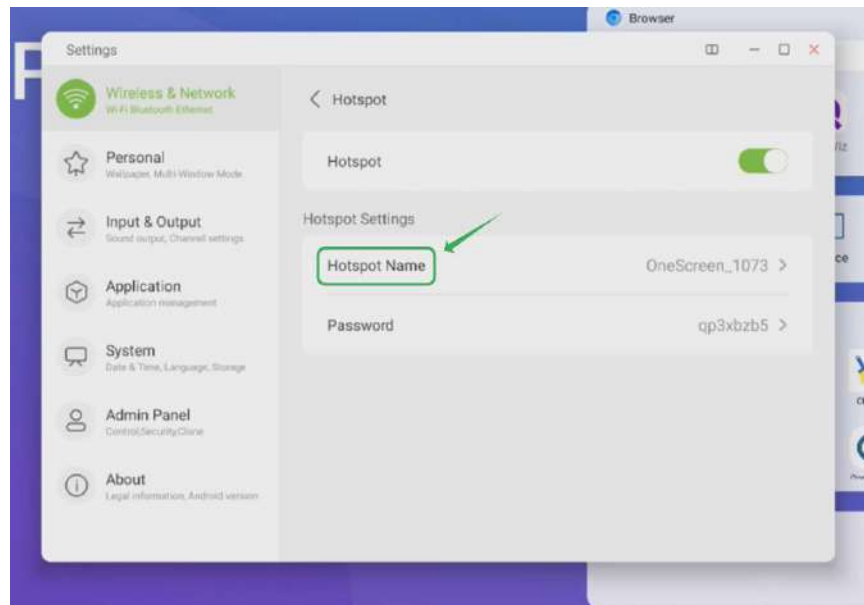 Browser
Settings
Wireless & Network
Wi-Fi Bluetooth Ethernet
Hotspot
Personal
Wallpaper, Multi-Window Mode
Hotspot
Input & Output
Sound output, Channel settings
Hotspot Settings
Hotspot Name
OneScreen_1073
Application
Application management
Password
qp3xbzb5
System
Date & Time, Language, Storage
Admin Panel
Control,Security,Clone
About
Legal information, Android version